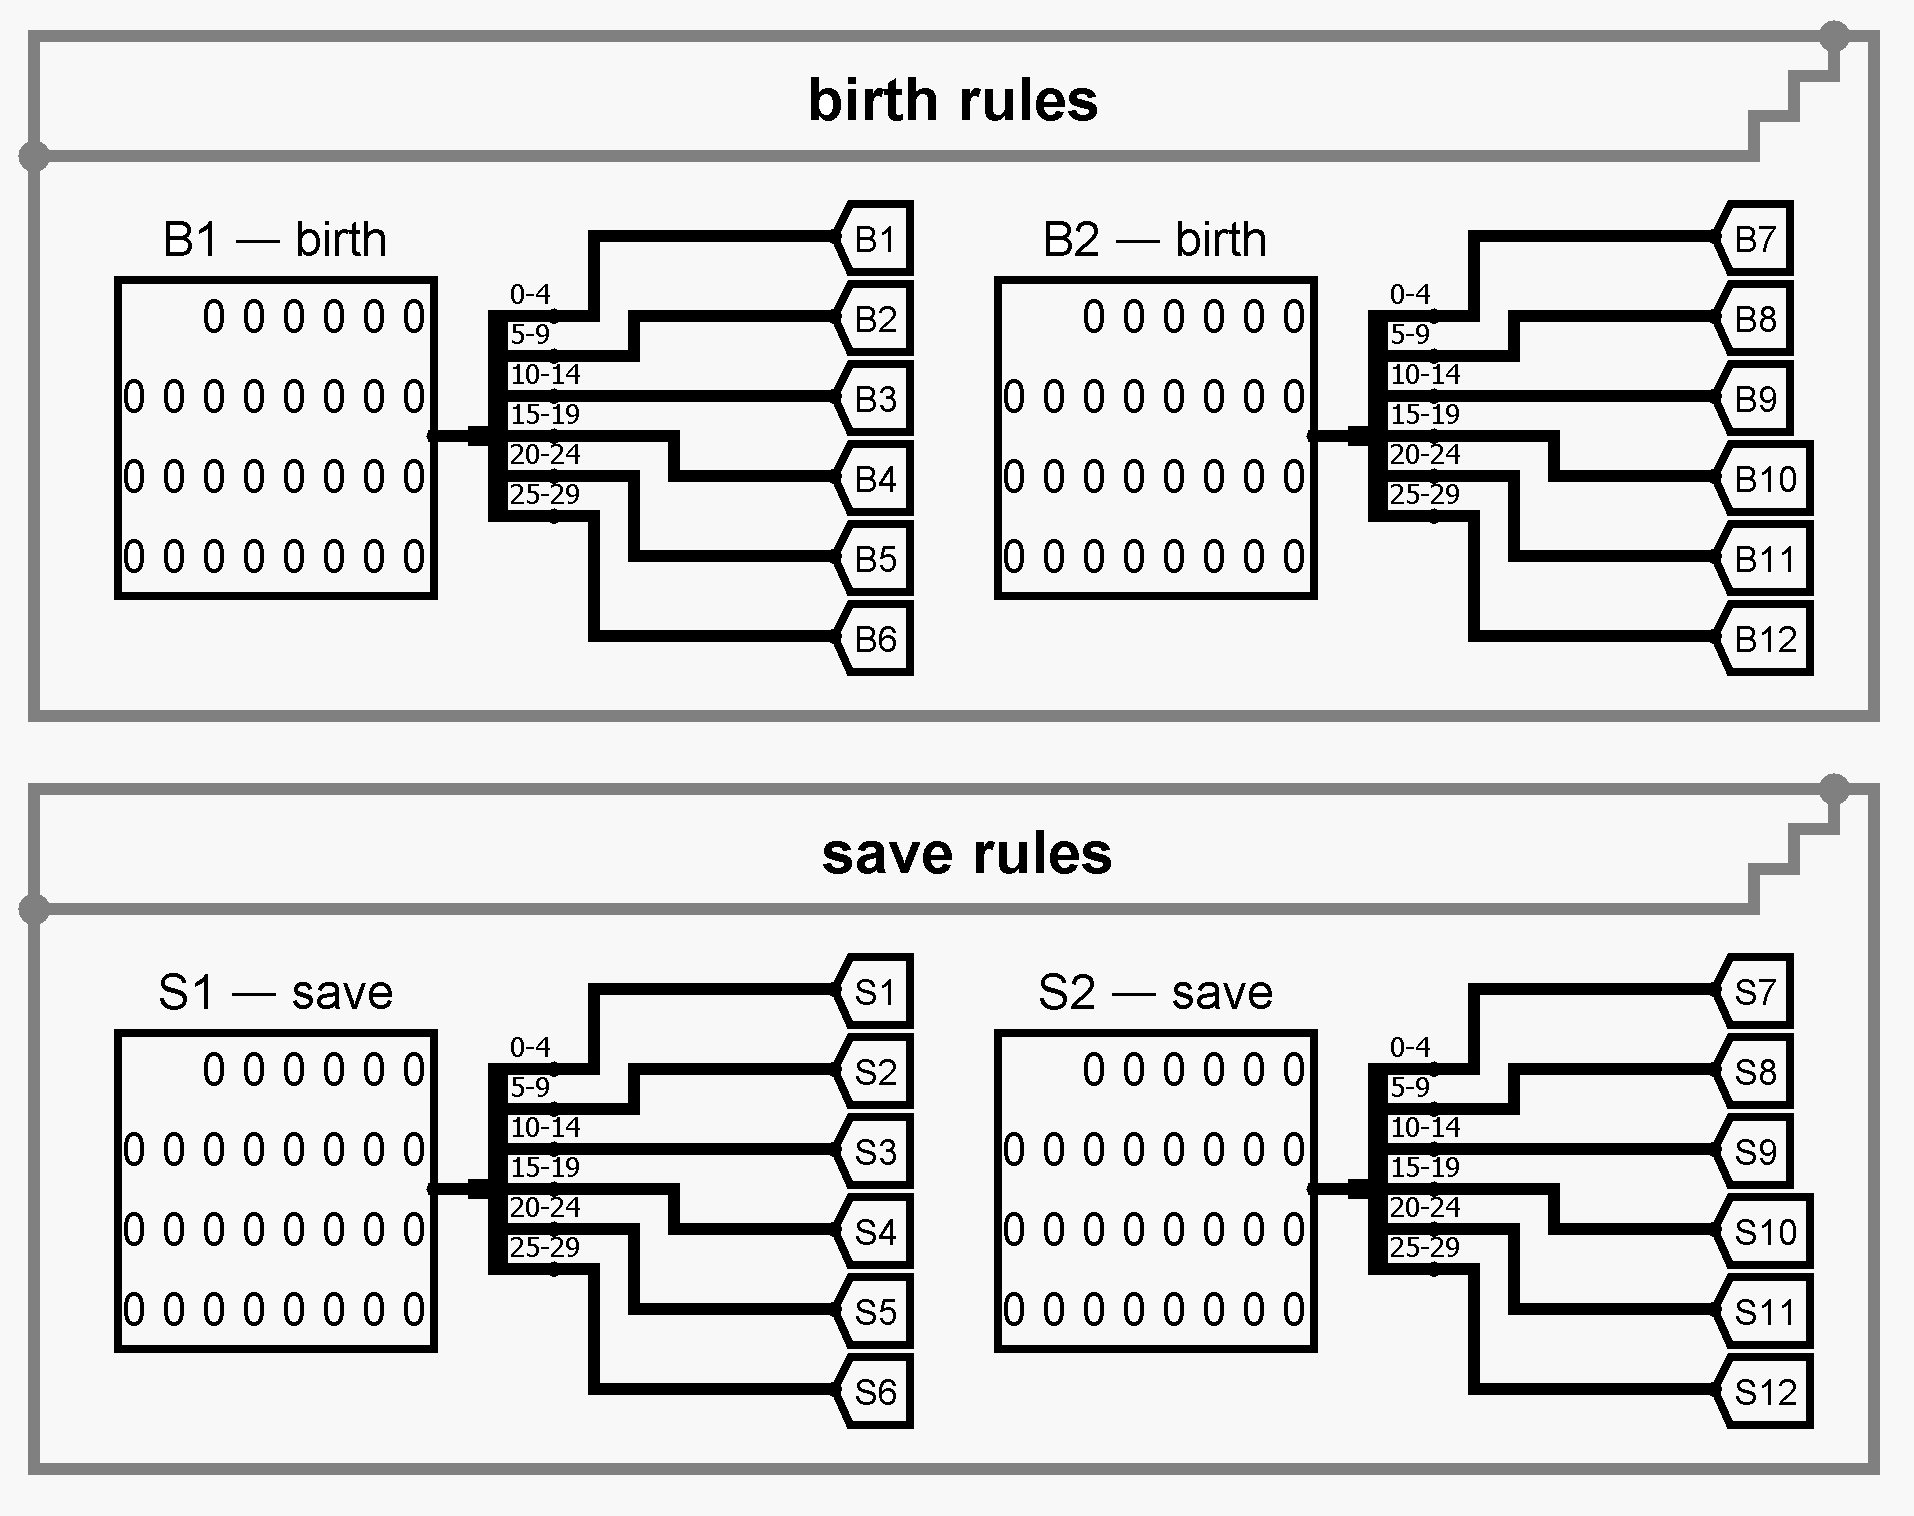 birth rules
B1 — birth
0 0 0 0 0 0
0 0 0 0 0 0 0 0
0 0 0 0 0 0 0 0
0 0 0 0 0 0 0 0
0-4
5-9
10-14
15-19
20-24
25-29
B1
B2
B3
B4
B5
B6
B2 — birth
0 0 0 0 0 0
0 0 0 0 0 0 0 0
0 0 0 0 0 0 0 0
0 0 0 0 0 0 0 0
0-4
5-9
10-14
15-19
20-24
25-29
B7
B8
B9
B10
B11
B12
save rules
S1 — save
0 0 0 0 0 0
0 0 0 0 0 0 0 0
0 0 0 0 0 0 0 0
0 0 0 0 0 0 0 0
0-4
5-9
10-14
15-19
20-24
25-29
S1
S2
S3
S4
S5
S6
S2 — save
0 0 0 0 0 0
0 0 0 0 0 0 0 0
0 0 0 0 0 0 0 0
0 0 0 0 0 0 0 0
0-4
5-9
10-14
15-19
20-24
25-29
S7
S8
S9
S10
S11
S12